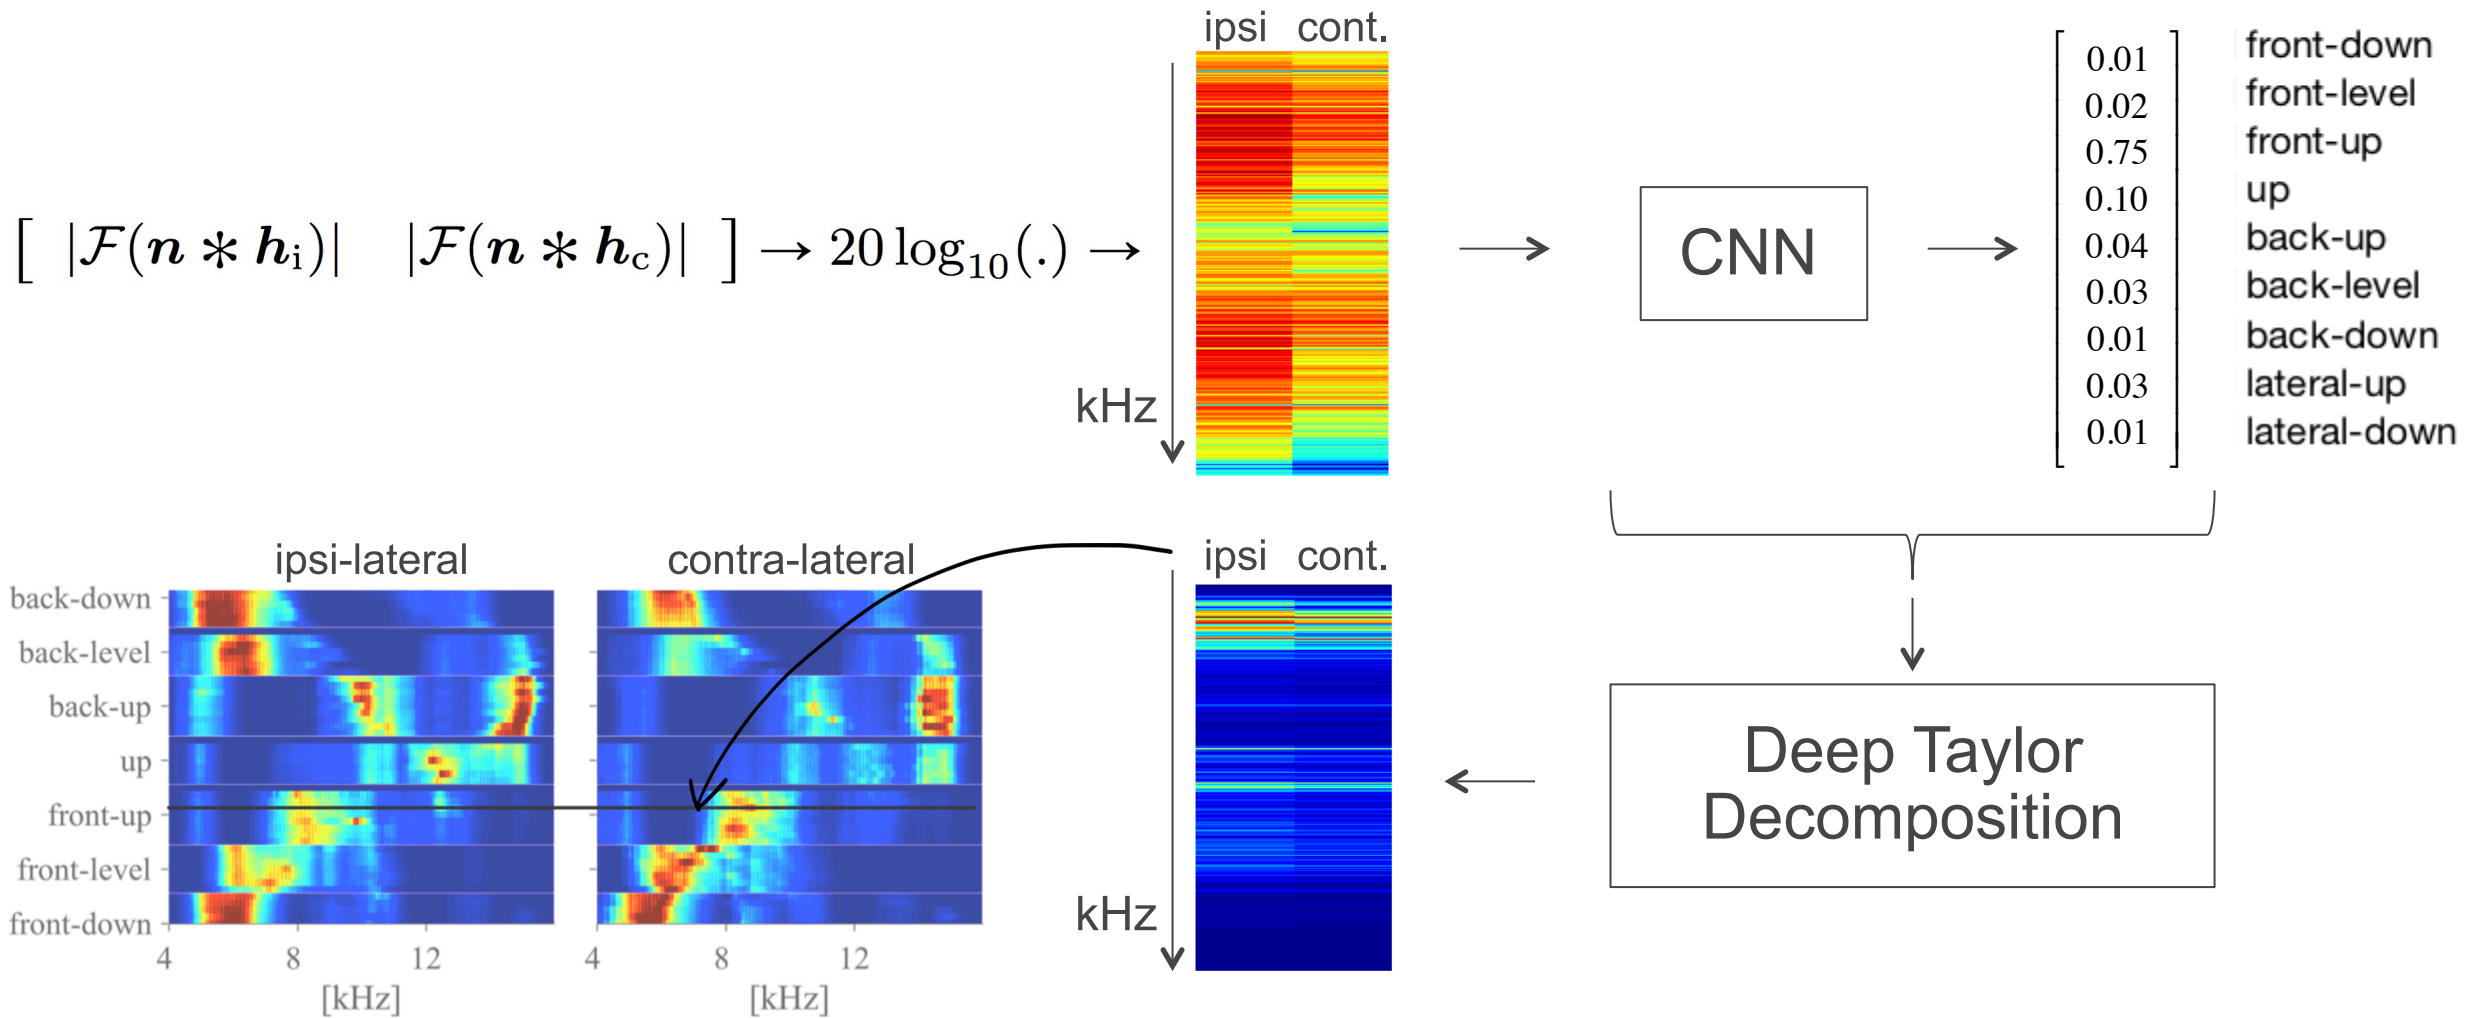 ipsi cont.
[ |F(n * h_i)| |F(n * h_c)| ] → 20 log_10(.) →
kHz
CNN
0.01 front-down
0.02 front-level
0.75 front-up
0.10 up
0.04 back-up
0.03 back-level
0.01 back-down
0.03 lateral-up
0.01 lateral-down
ipsi-lateral contra-lateral
back-down
back-level
back-up
up
front-up
front-level
front-down
4 8 12
[kHz]
4 8 12
[kHz]
ipsi cont.
kHz
Deep Taylor
Decomposition